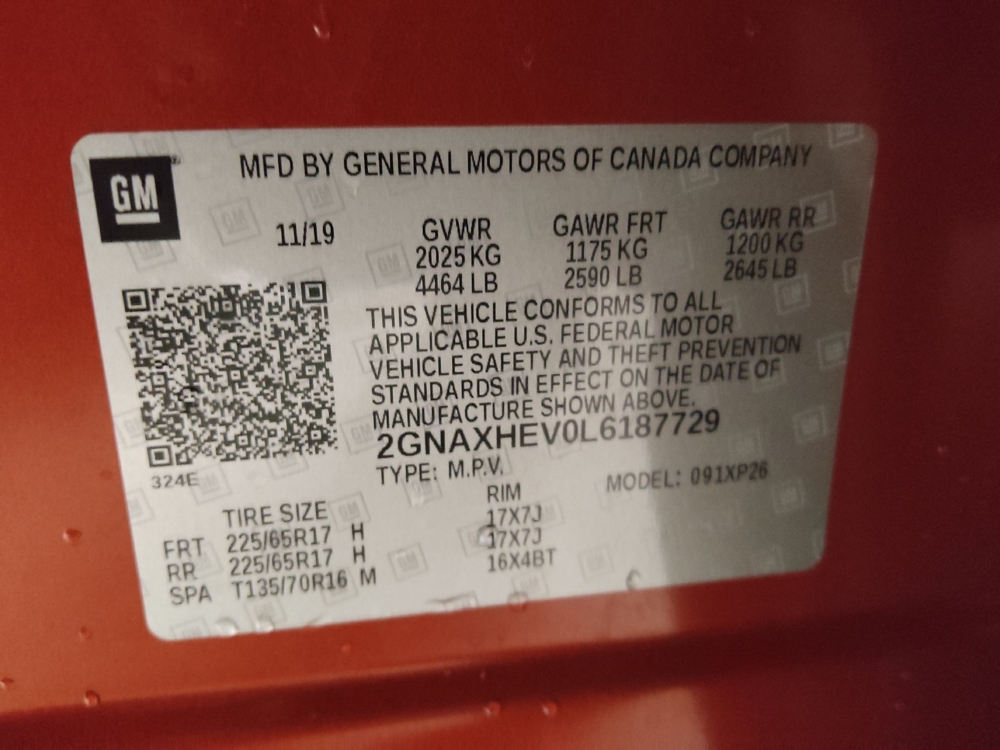 GM
MFD BY GENERAL MOTORS OF CANADA COMPANY
11/19
GVWR GAWR FRT GAWR RR
2025 KG 1175 KG 1200 KG
4464 LB 2590 LB 2645 LB
THIS VEHICLE CONFORMS TO ALL
APPLICABLE U.S. FEDERAL MOTOR
VEHICLE SAFETY AND THEFT PREVENTION
STANDARDS IN EFFECT ON THE DATE OF
MANUFACTURE SHOWN ABOVE.
2GNAXHEV0L6187729
TYPE: M.P.V. MODEL: 091XP26
324E
TIRE SIZE RIM
FRT 225/65R17 H 17X7J
RR 225/65R17 H 17X7J
SPA T135/70R16 M 16X4BT